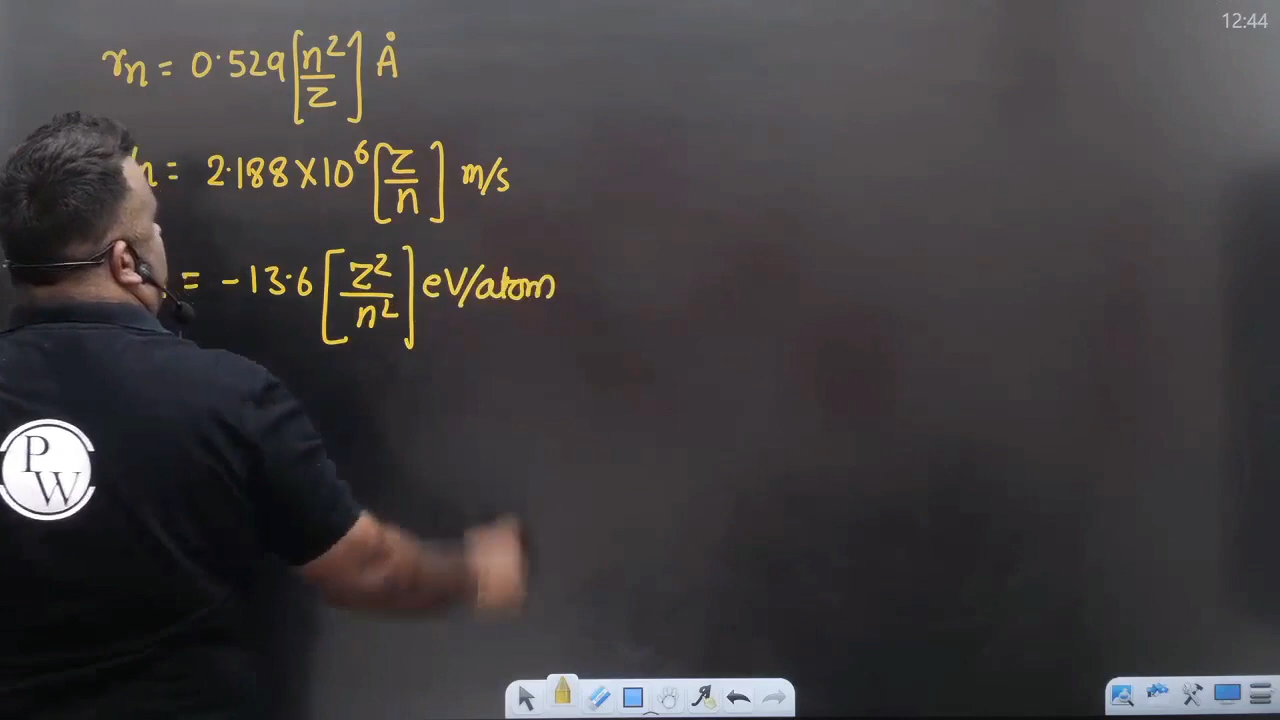 12:44
rn = 0.529 [n²/Z] Å
n = 2.188×10⁶ [Z/n] m/s
= -13.6 [Z²/n²] eV/atom
PW